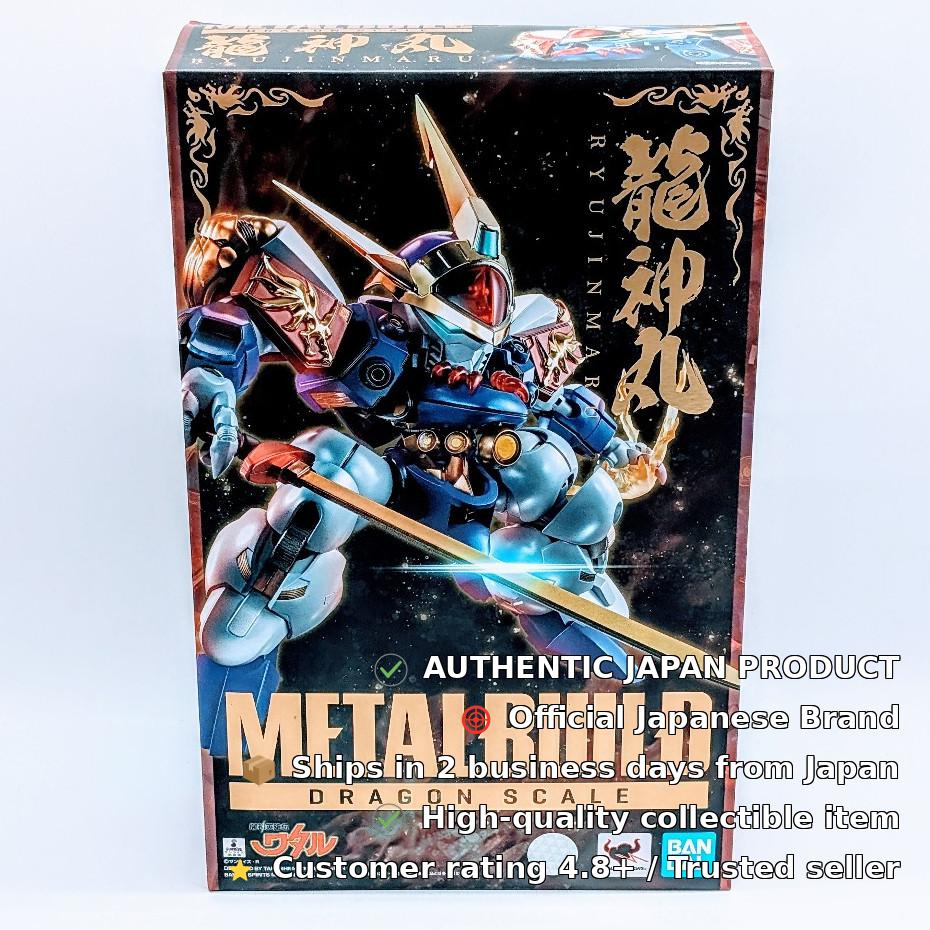 龍神丸
RYUJINMARU
龍神丸
RYUJINMARU
AUTHENTIC JAPAN PRODUCT
Official Japanese Brand
METAL BUILD
Ships in 2 business days from Japan
DRAGON SCALE
High-quality collectible item
ワタル
BAN
Customer rating 4.8+ / Trusted seller